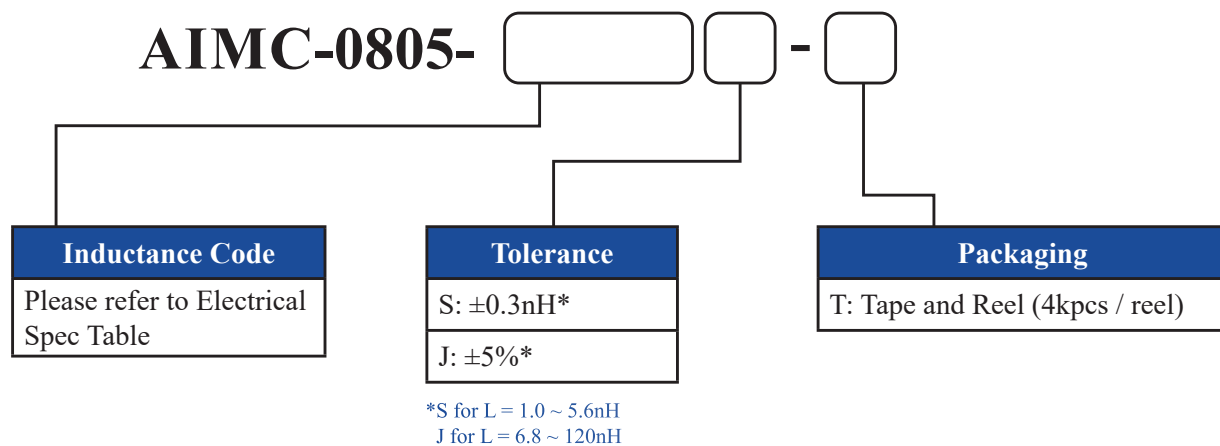 AIMC-0805- -
Inductance Code
Please refer to Electrical
Spec Table
Tolerance
S: ±0.3nH*
J: ±5%*
*S for L = 1.0 ~ 5.6nH
J for L = 6.8 ~ 120nH
Packaging
T: Tape and Reel (4kpcs / reel)